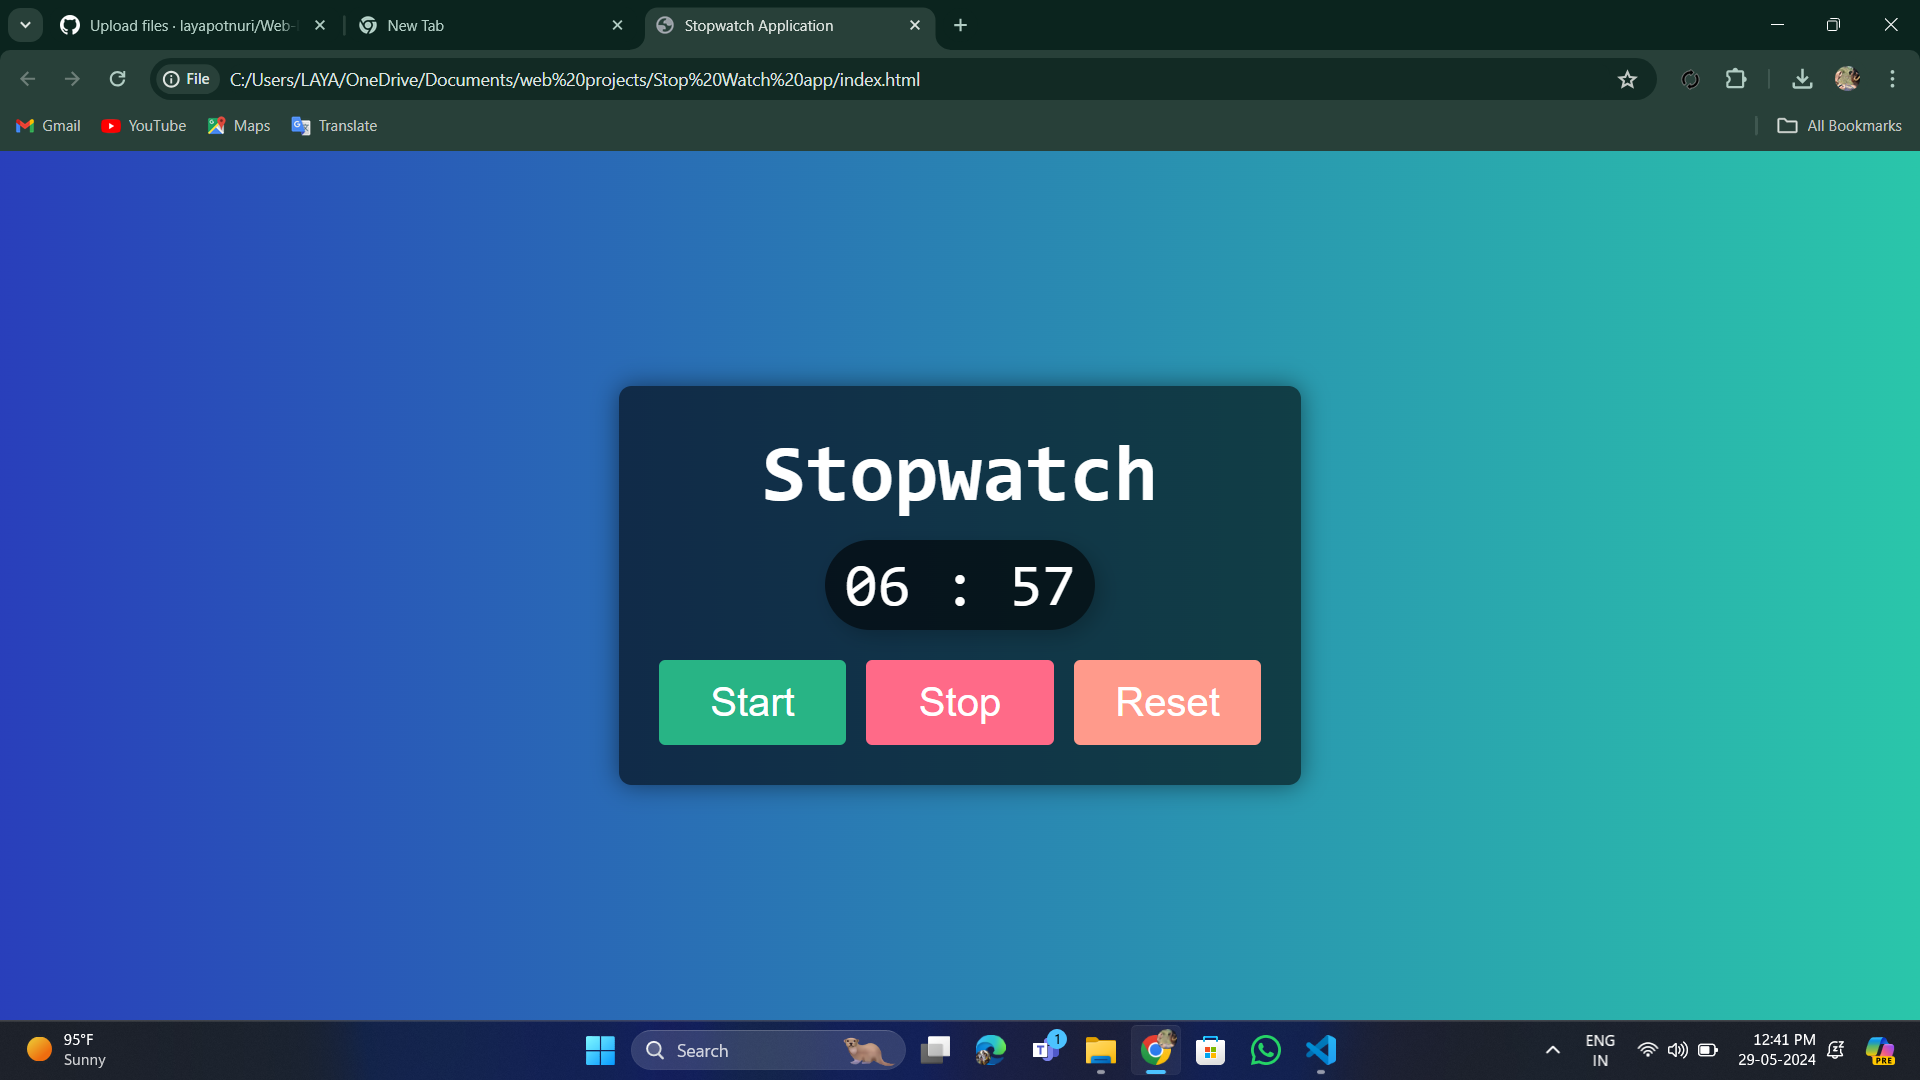 Upload files · layapotnuri/Web-
New Tab
Stopwatch Application
File
C:/Users/LAYA/OneDrive/Documents/web%20projects/Stop%20Watch%20app/index.html
Gmail
YouTube
Maps
Translate
All Bookmarks
Stopwatch
06 : 57
Start
Stop
Reset
95°F
Sunny
Search
1
T
ENG
IN
12:41 PM
29-05-2024
PRE